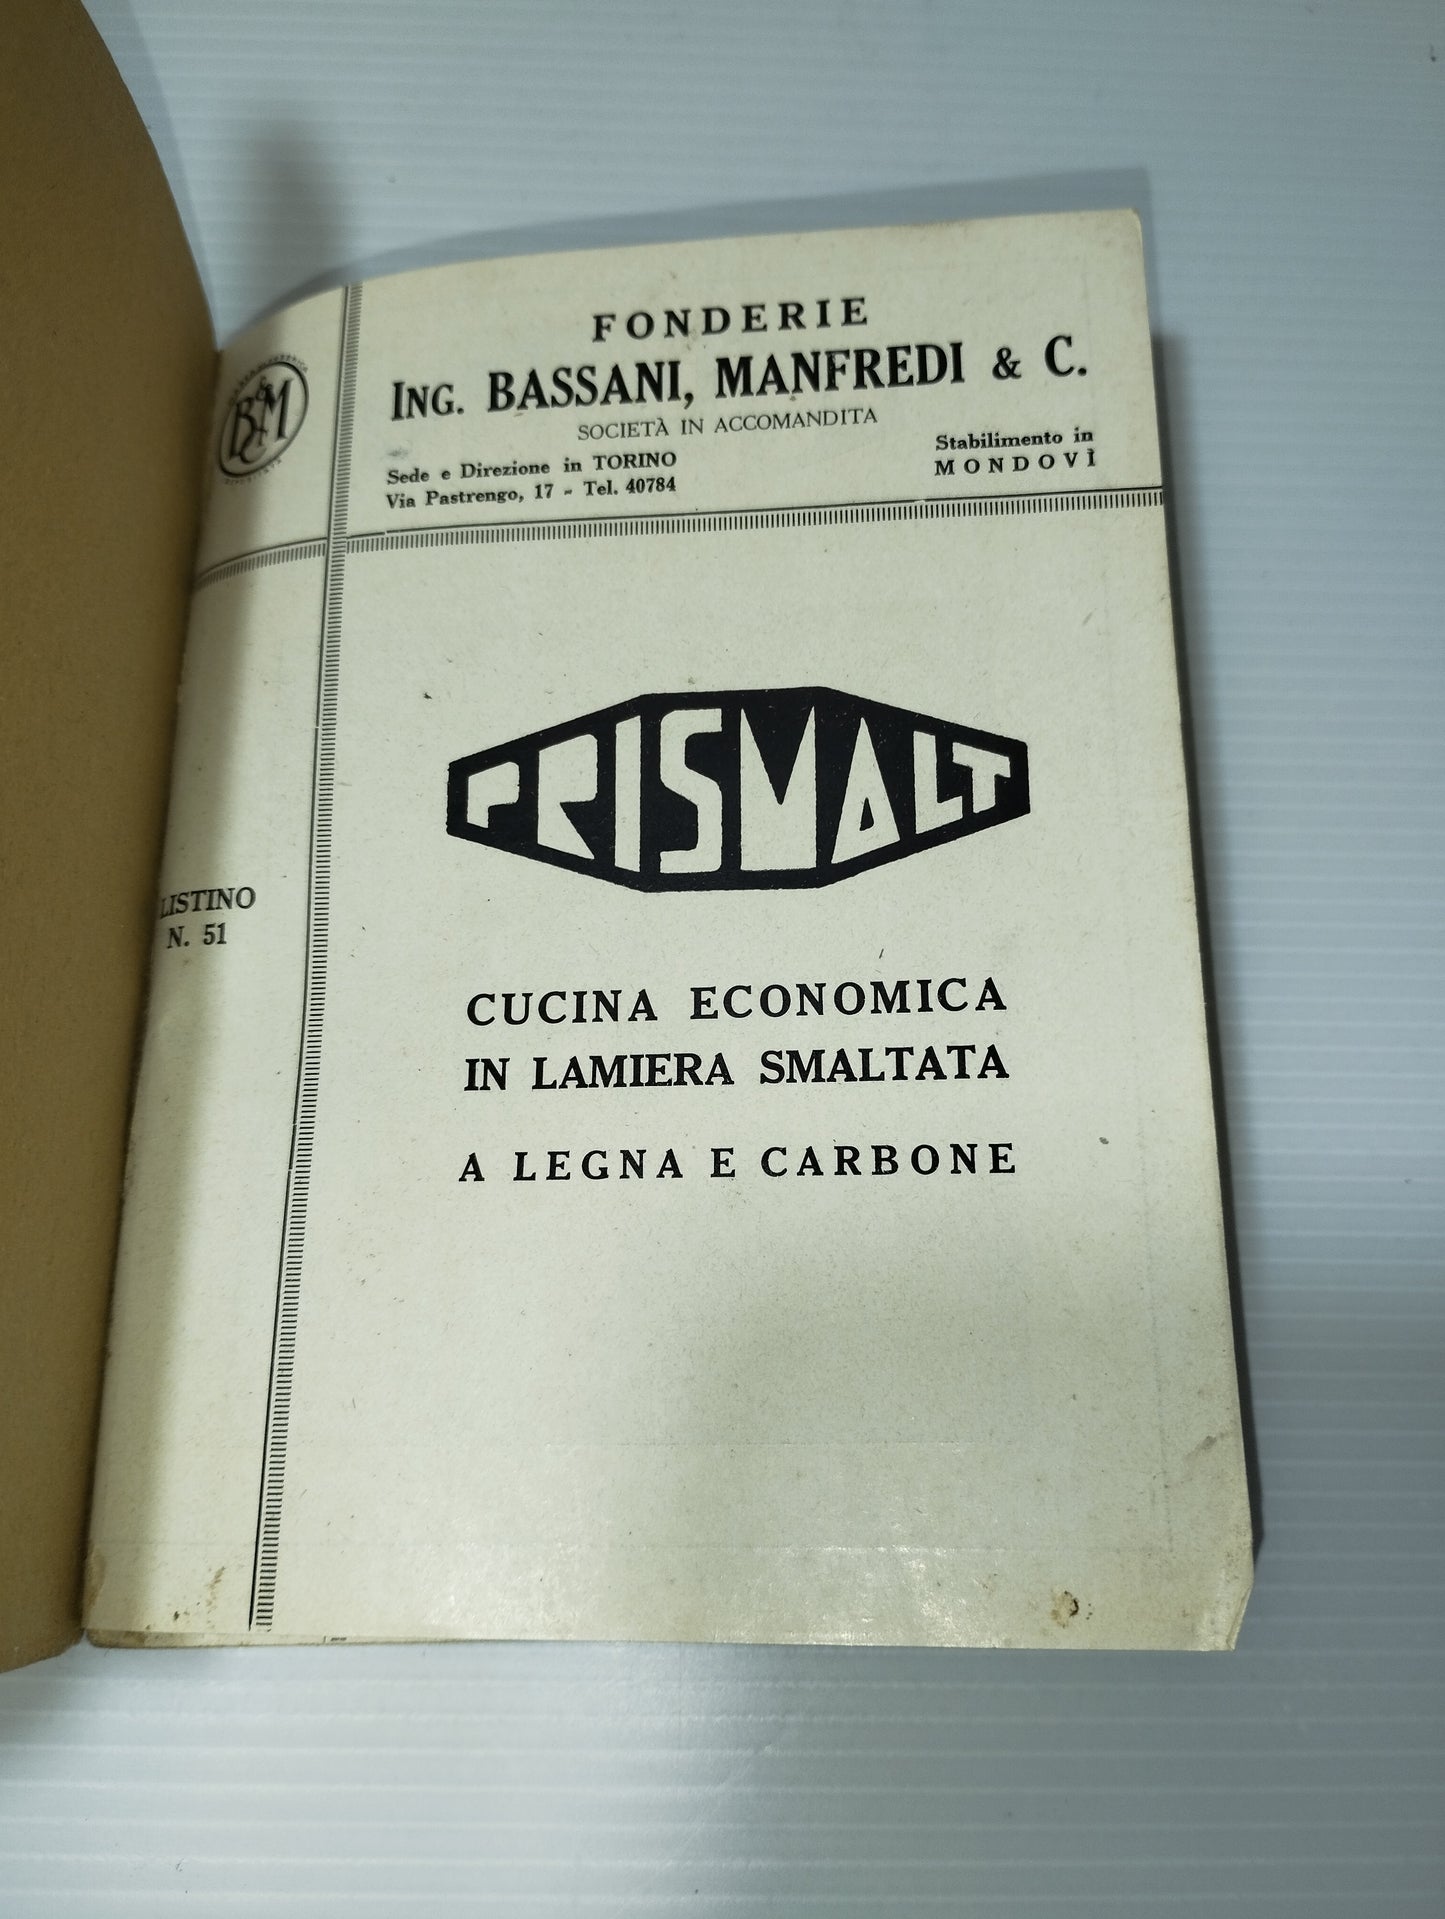 FONDERIE
ING. BASSANI, MANFREDI & C.
SOCIETÀ IN ACCOMANDITA
Sede e Direzione in TORINO
Via Pastrengo, 17 - Tel. 40784
Stabilimento in
MONDOVÌ
B&M
C
PRISMALT
LISTINO
N. 51
CUCINA ECONOMICA
IN LAMIERA SMALTATA
A LEGNA E CARBONE